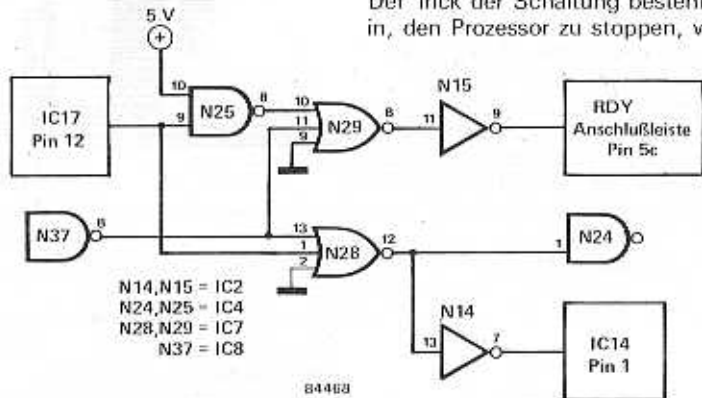 Der Trick der Schaltung besteht
in, den Prozessor zu stoppen, v
5 V
IC17
Pin 12
10
9
N25
8
10
11
9
N29
8
N15
11
9
RDY
Anschlußleiste
Pin 5c
N37
8
13
1
2
N28
12
1
N24
N14
13
7
IC14
Pin 1
N14,N15 = IC2
N24,N25 = IC4
N28,N29 = IC7
N37 = IC8
84468